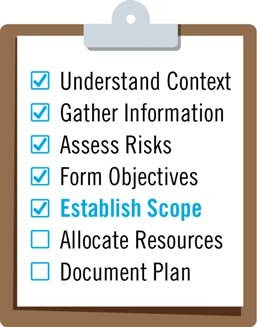 Understand Context
Gather Information
Assess Risks
Form Objectives
Establish Scope
Allocate Resources
Document Plan